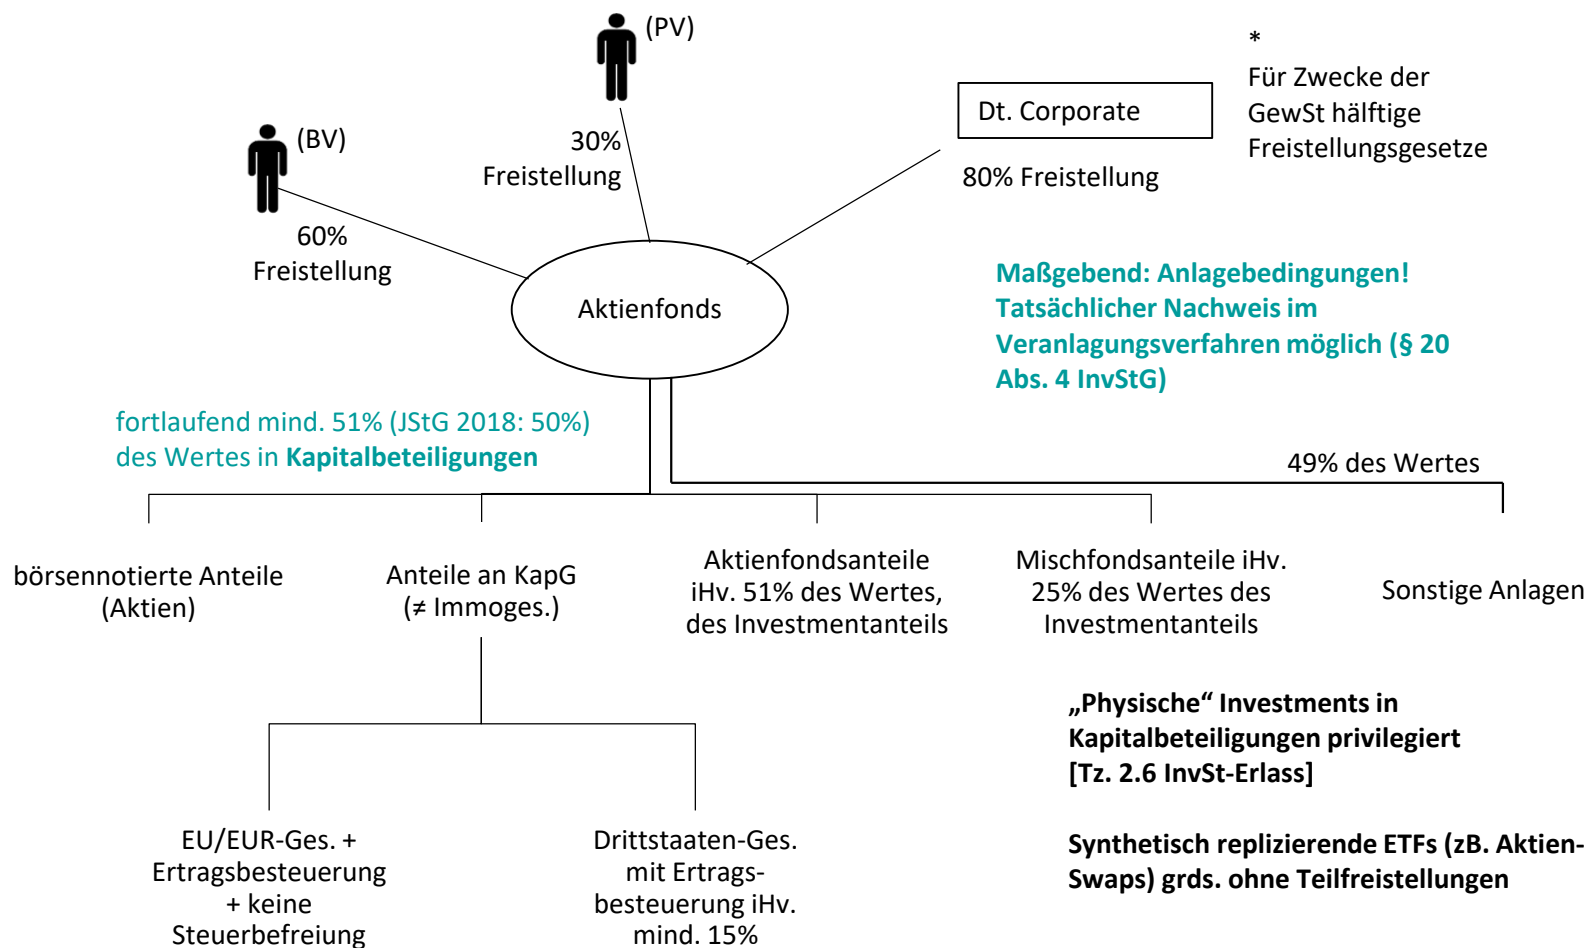 (PV)
(BV)
30%
Freistellung
60%
Freistellung
Dt. Corporate
80% Freistellung
*
Für Zwecke der
GewSt hälftige
Freistellungsgesetze
Aktienfonds
Maßgebend: Anlagebedingungen!
Tatsächlicher Nachweis im
Veranlagungsverfahren möglich (§ 20
Abs. 4 InvStG)
fortlaufend mind. 51% (JStG 2018: 50%)
des Wertes in Kapitalbeteiligungen
49% des Wertes
börsennotierte Anteile
(Aktien)
Anteile an KapG
(≠ Immoges.)
Aktienfondsanteile
iHv. 51% des Wertes,
des Investmentanteils
Mischfondsanteile iHv.
25% des Wertes des
Investmentanteils
Sonstige Anlagen
„Physische“ Investments in
Kapitalbeteiligungen privilegiert
[Tz. 2.6 InvSt-Erlass]
Synthetisch replizierende ETFs (zB. Aktien-
Swaps) grds. ohne Teilfreistellungen
EU/EUR-Ges. +
Ertragsbesteuerung
+ keine
Steuerbefreiung
Drittstaaten-Ges.
mit Ertrags-
besteuerung iHv.
mind. 15%